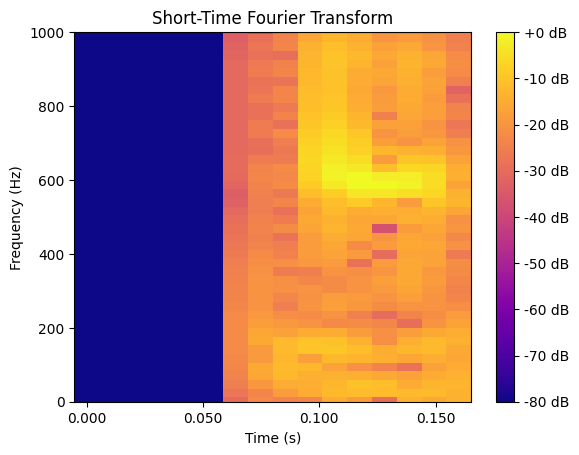 Short-Time Fourier Transform
1000
800
600
400
200
0
Frequency (Hz)
0.000
0.050
0.100
0.150
Time (s)
+0 dB
-10 dB
-20 dB
-30 dB
-40 dB
-50 dB
-60 dB
-70 dB
-80 dB